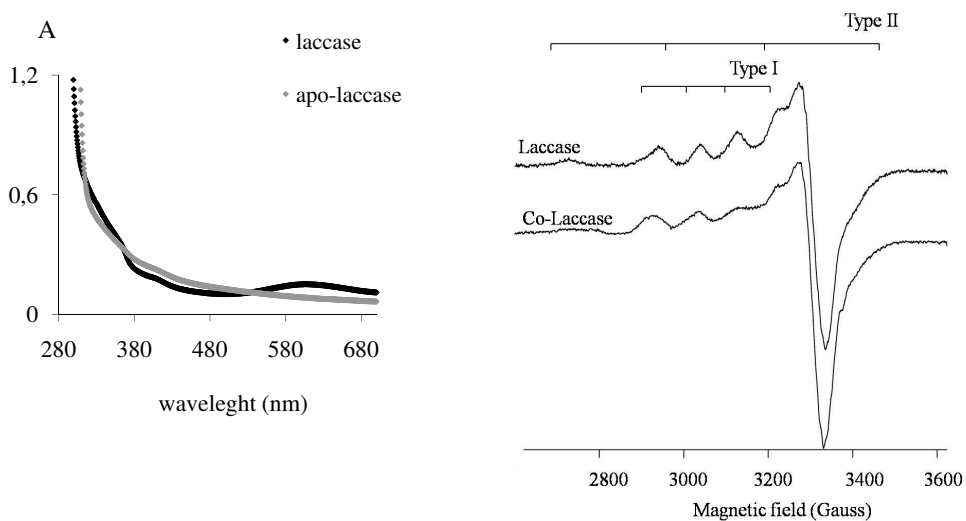 A
laccase
apo-laccase
1,2
0,6
0
280 380 480 580 680
waveleght (nm)
Type II
Type I
Laccase
Co-Laccase
2800 3000 3200 3400 3600
Magnetic field (Gauss)